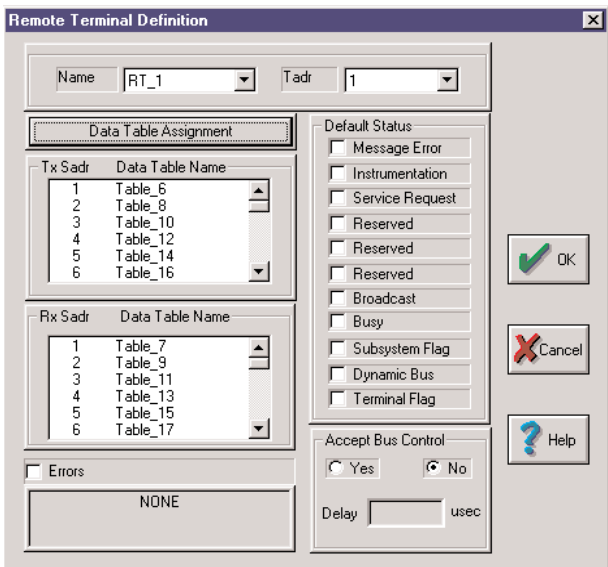 Remote Terminal Definition
Name RT_1 Tadr 1
Data Table Assignment
Tx Sadr Data Table Name
1 Table_6
2 Table_8
3 Table_10
4 Table_12
5 Table_14
6 Table_16
Rx Sadr Data Table Name
1 Table_7
2 Table_9
3 Table_11
4 Table_13
5 Table_15
6 Table_17
Errors
NONE
Default Status
Message Error
Instrumentation
Service Request
Reserved
Reserved
Reserved
Broadcast
Busy
Subsystem Flag
Dynamic Bus
Terminal Flag
Accept Bus Control
Yes No
Delay usec
OK
Cancel
Help